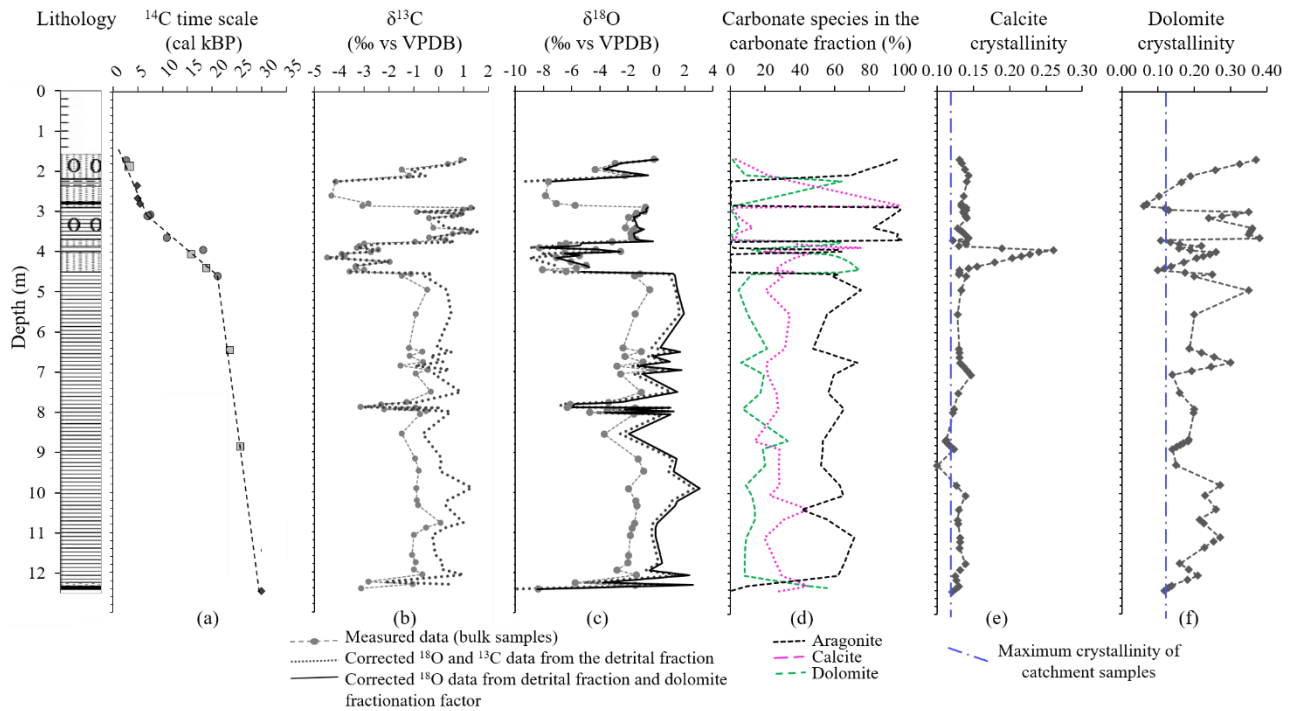 Lithology
¹⁴C time scale
(cal kBP)
δ¹³C
(‰ vs VPDB)
δ¹⁸O
(‰ vs VPDB)
Carbonate species in the
carbonate fraction (%)
Calcite
crystallinity
Dolomite
crystallinity
0 5 10 15 20 25 30 35
-5 -4 -3 -2 -1 0 1 2
-10 -8 -6 -4 -2 0 2 4
0 20 40 60 80 100
0.10 0.15 0.20 0.25 0.30
0.00 0.10 0.20 0.30 0.40
Depth (m)
0
1
2
3
4
5
6
7
8
9
10
11
12
(a)
(b)
(c)
(d)
(e)
(f)
Measured data (bulk samples)
Corrected ¹⁸O and ¹³C data from the detrital fraction
Corrected ¹⁸O data from detrital fraction and dolomite
fractionation factor
Aragonite
Calcite
Dolomite
Maximum crystallinity of
catchment samples